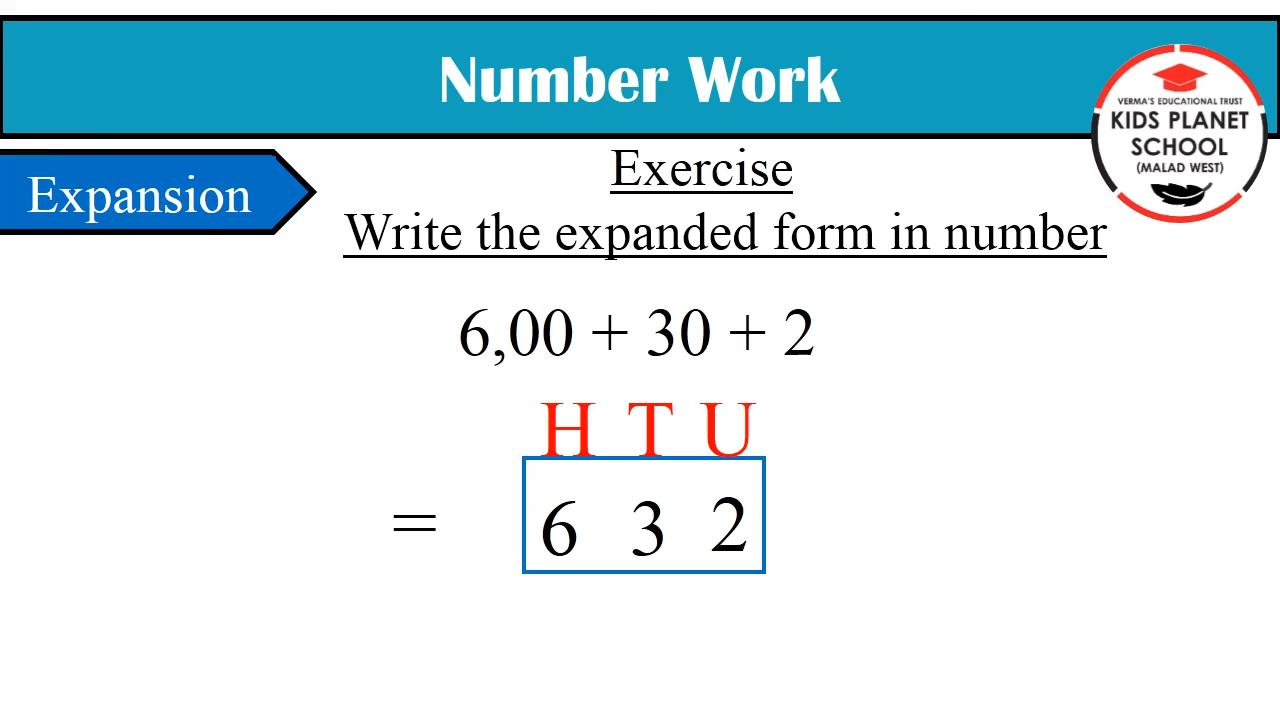 Number Work
VERMA'S EDUCATIONAL TRUST
KIDS PLANET
SCHOOL
(MALAD WEST)
Expansion
Exercise
Write the expanded form in number
6,00 + 30 + 2
H T U
= 6 3 2